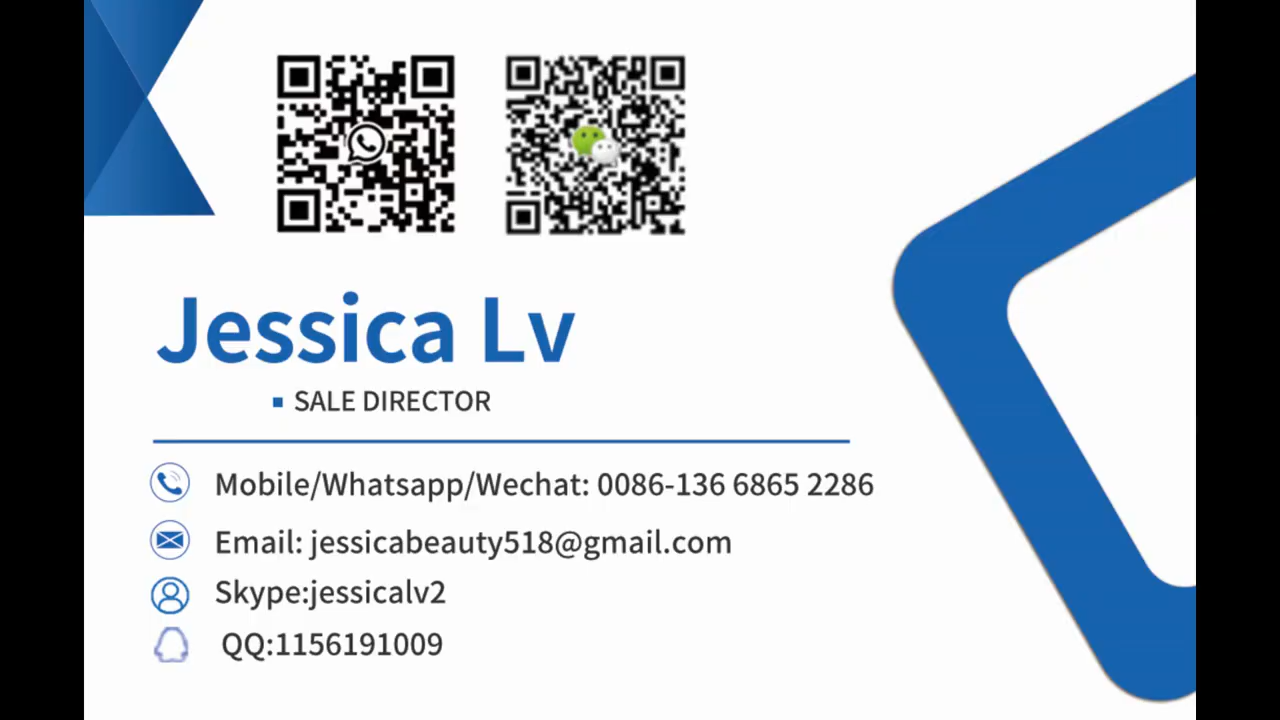 Jessica Lv
SALE DIRECTOR
Mobile/Whatsapp/Wechat: 0086-136 6865 2286
Email: jessicabeauty518@gmail.com
Skype:jessicalv2
QQ:1156191009